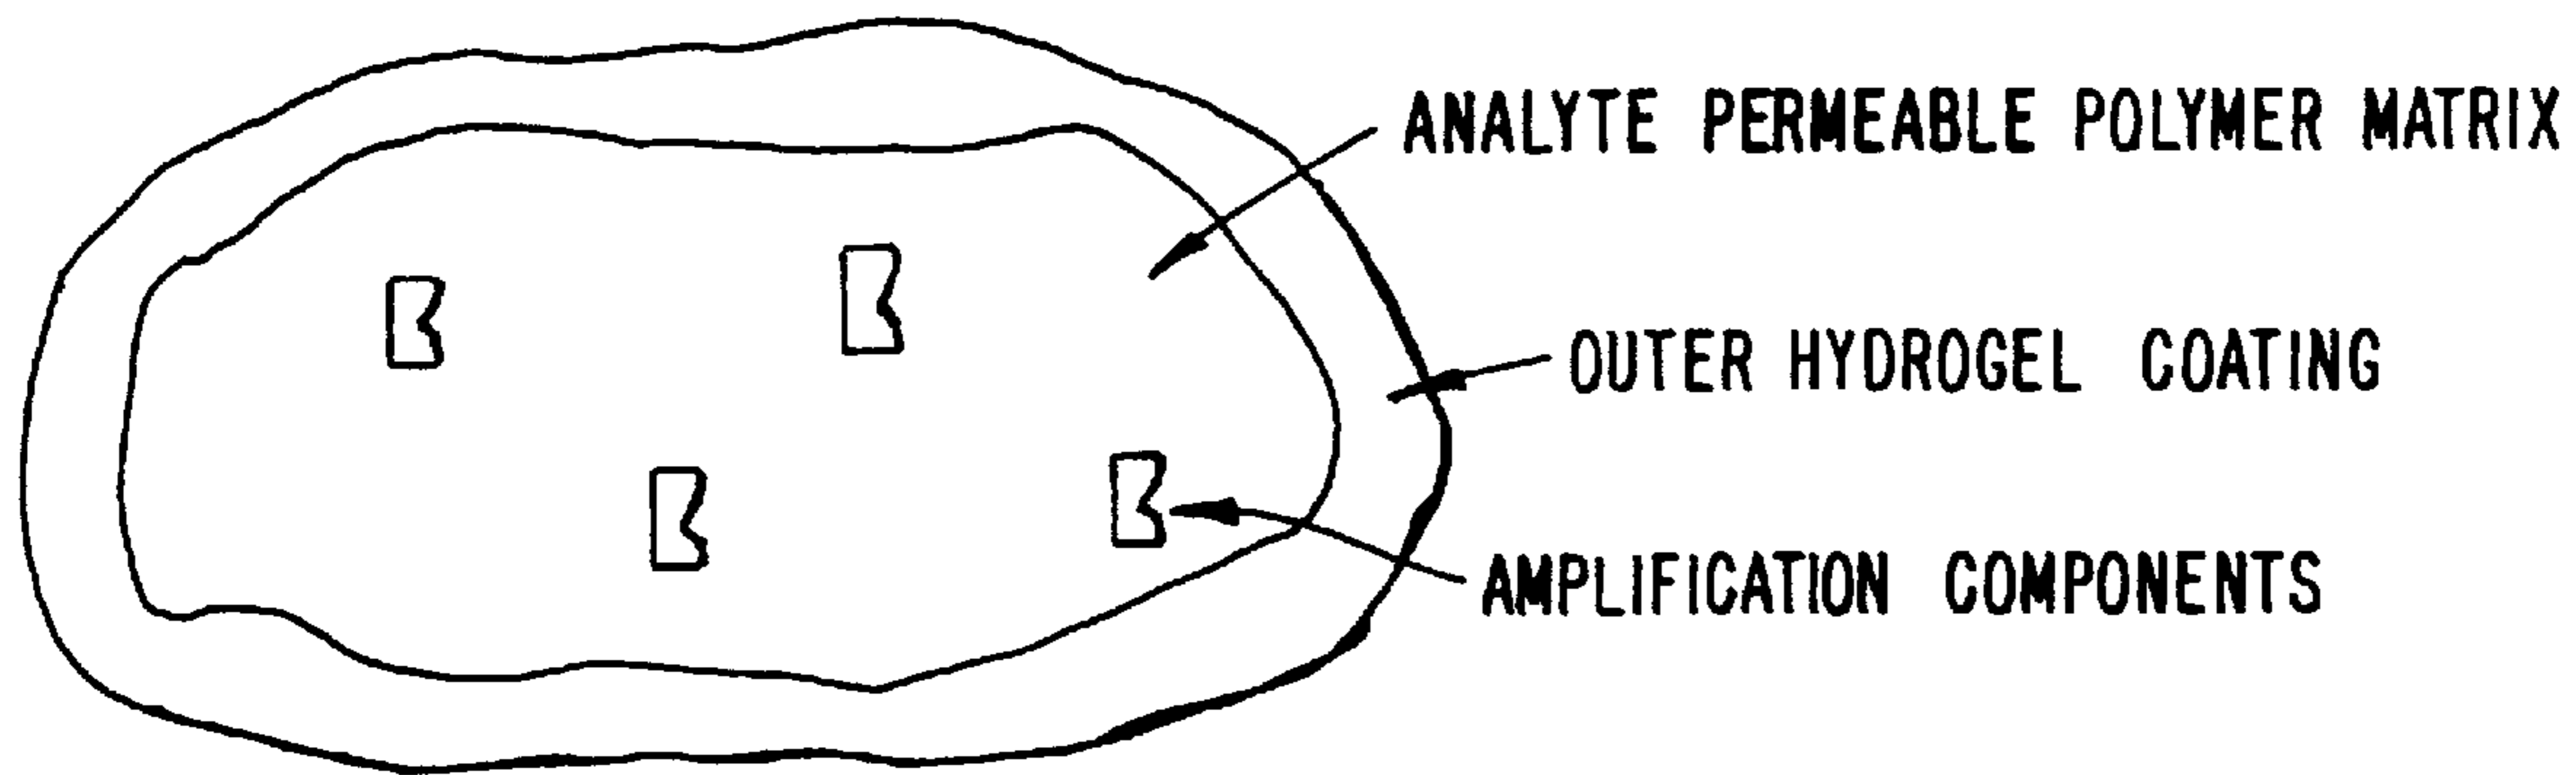 ANALYTE PERMEABLE POLYMER MATRIX
OUTER HYDROGEL COATING
AMPLIFICATION COMPONENTS